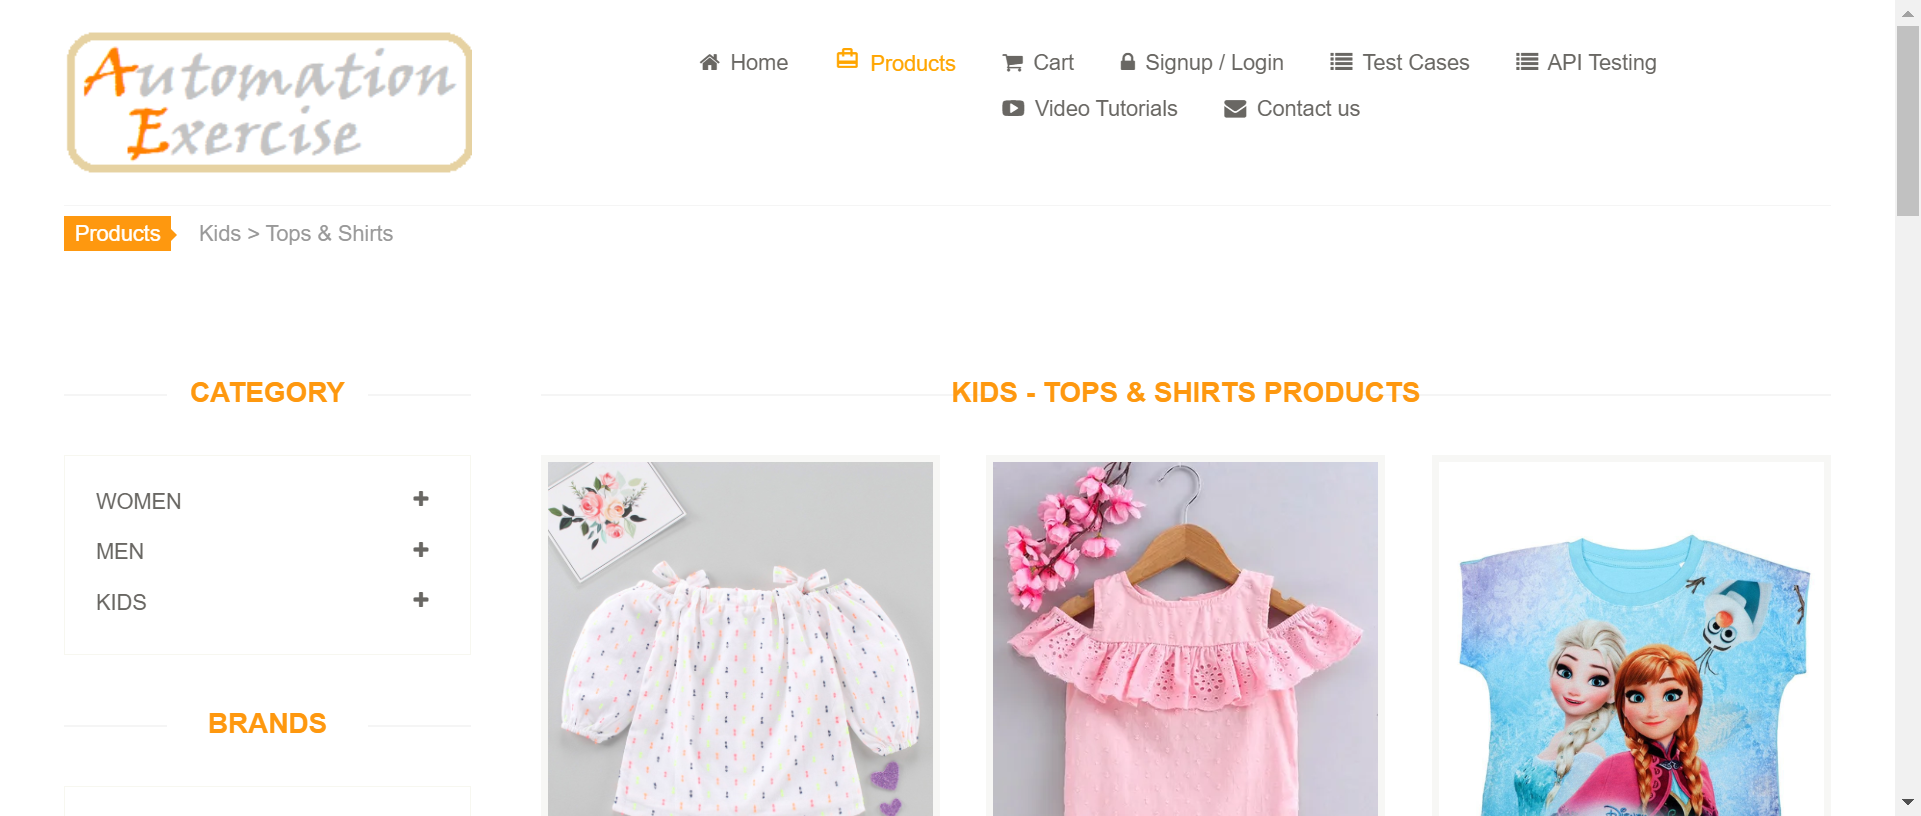 Automation
Exercise
Home
Products
Cart
Signup / Login
Test Cases
API Testing
Video Tutorials
Contact us
Products
Kids > Tops & Shirts
CATEGORY
KIDS - TOPS & SHIRTS PRODUCTS
WOMEN
MEN
KIDS
BRANDS